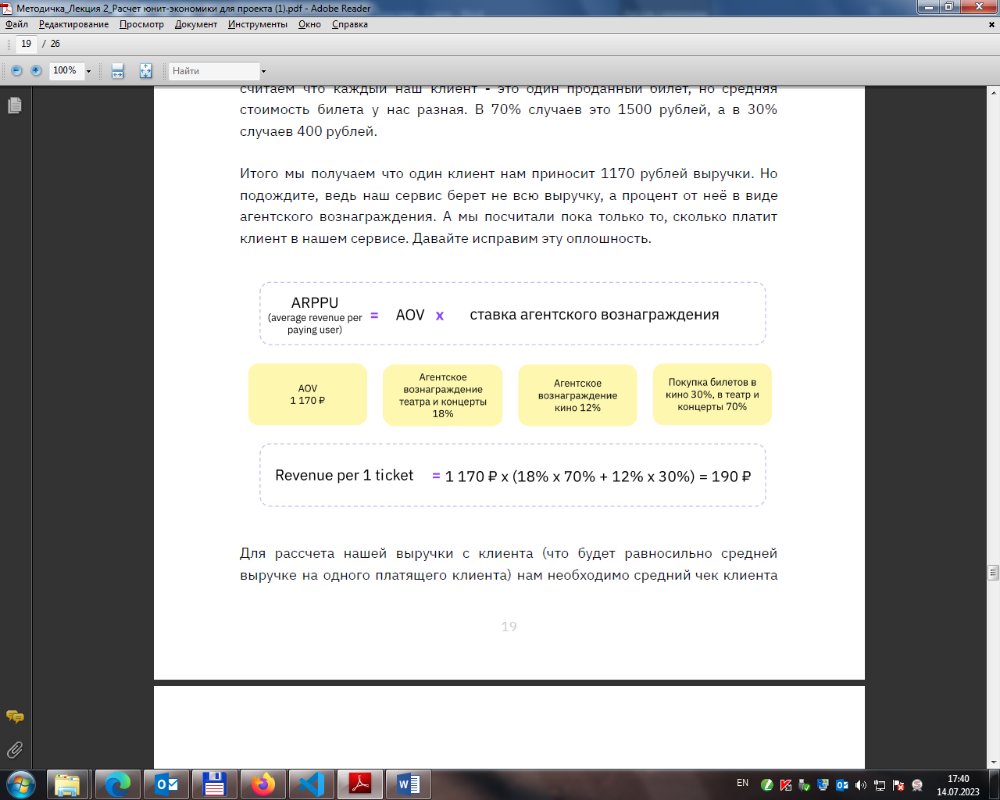 Методичка_Лекция 2_Расчет юнит-экономики для проекта (1).pdf - Adobe Reader
Файл Редактирование Просмотр Документ Инструменты Окно Справка
19 / 26
100% Найти
считаем что каждый наш клиент - это один проданный билет, но средняя
стоимость билета у нас разная. В 70% случаев это 1500 рублей, а в 30%
случаев 400 рублей.
Итого мы получаем что один клиент нам приносит 1170 рублей выручки. Но
подождите, ведь наш сервис берет не всю выручку, а процент от неё в виде
агентского вознаграждения. А мы посчитали пока только то, сколько платит
клиент в нашем сервисе. Давайте исправим эту оплошность.
ARPPU
(average revenue per
paying user)
= AOV x ставка агентского вознаграждения
AOV
1 170 ₽
Агентское
вознаграждение
театра и концерты
18%
Агентское
вознаграждение
кино 12%
Покупка билетов в
кино 30%, в театр и
концерты 70%
Revenue per 1 ticket = 1 170 ₽ x (18% x 70% + 12% x 30%) = 190 ₽
Для рассчета нашей выручки с клиента (что будет равносильно средней
выручке на одного платящего клиента) нам необходимо средний чек клиента
19
EN
17:40
14.07.2023